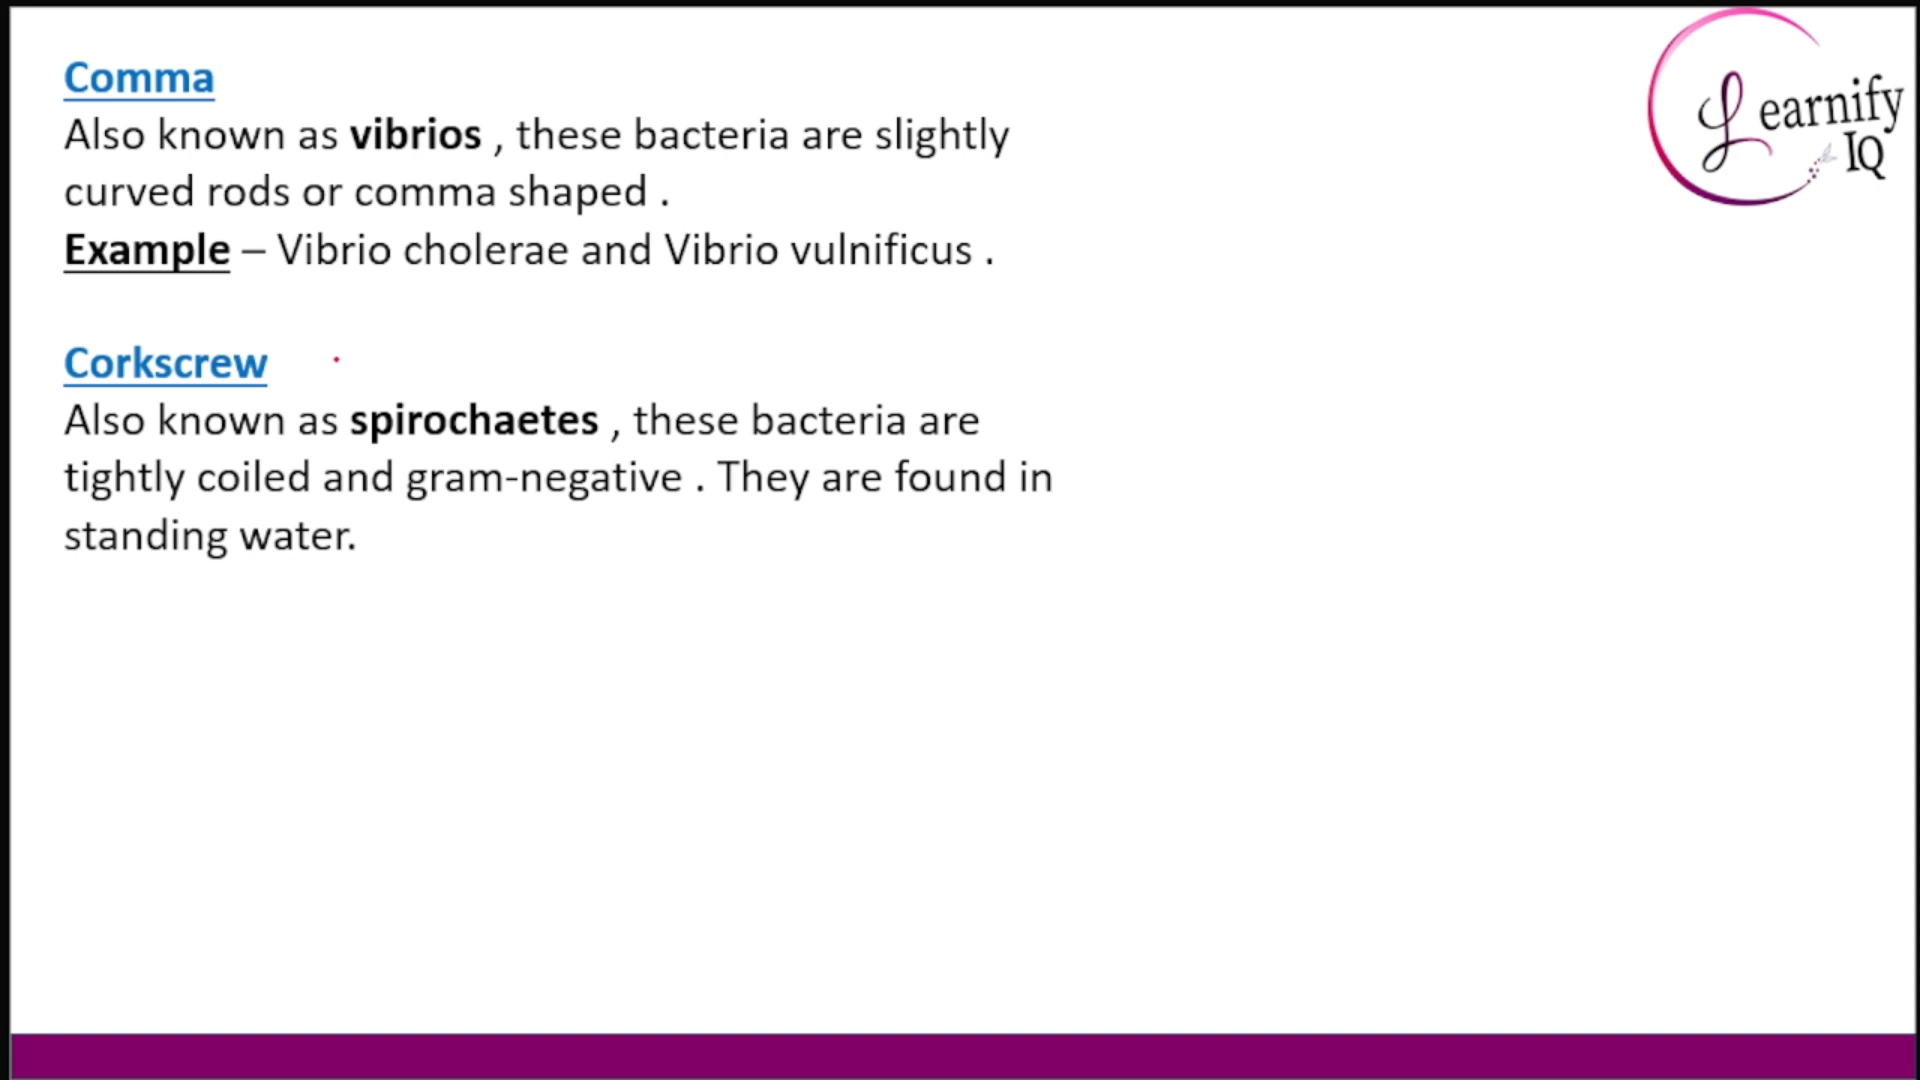 Comma
Also known as vibrios , these bacteria are slightly
curved rods or comma shaped .
Example – Vibrio cholerae and Vibrio vulnificus .
Corkscrew
Also known as spirochaetes , these bacteria are
tightly coiled and gram-negative . They are found in
standing water.
Learnify
IQ